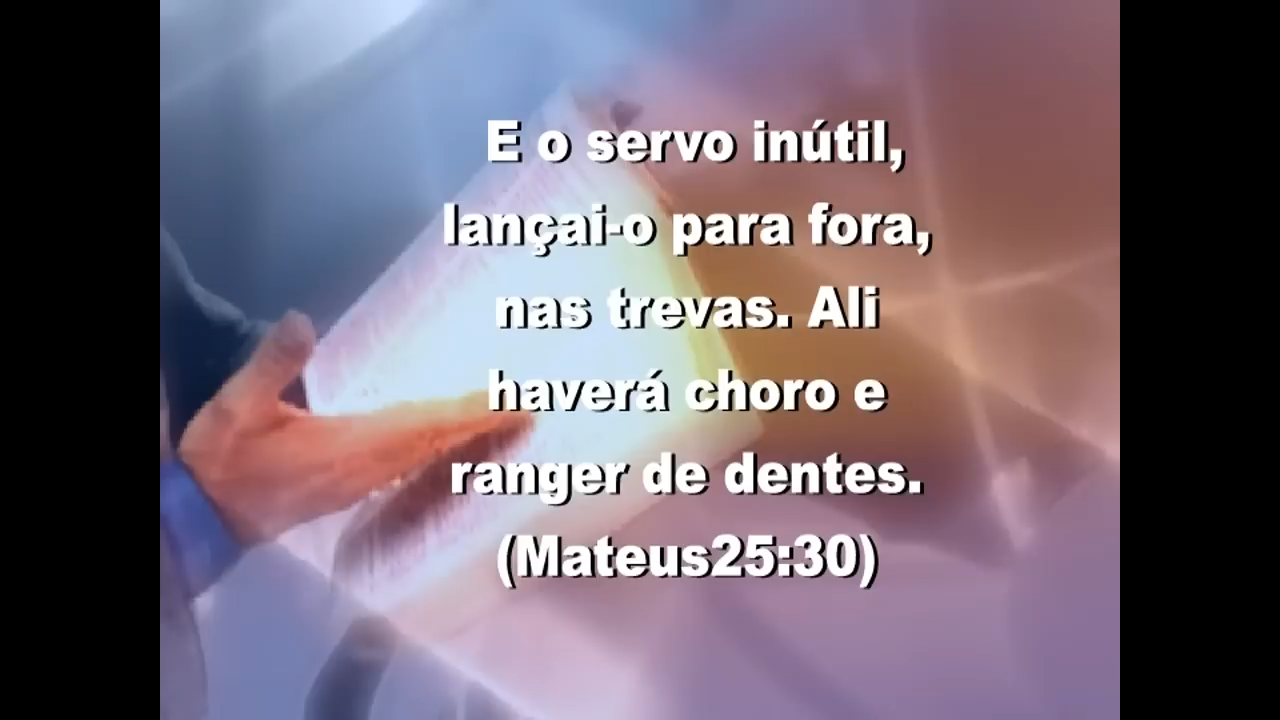 E o servo inútil,
lançai-o para fora,
nas trevas. Ali
haverá choro e
ranger de dentes.
(Mateus25:30)